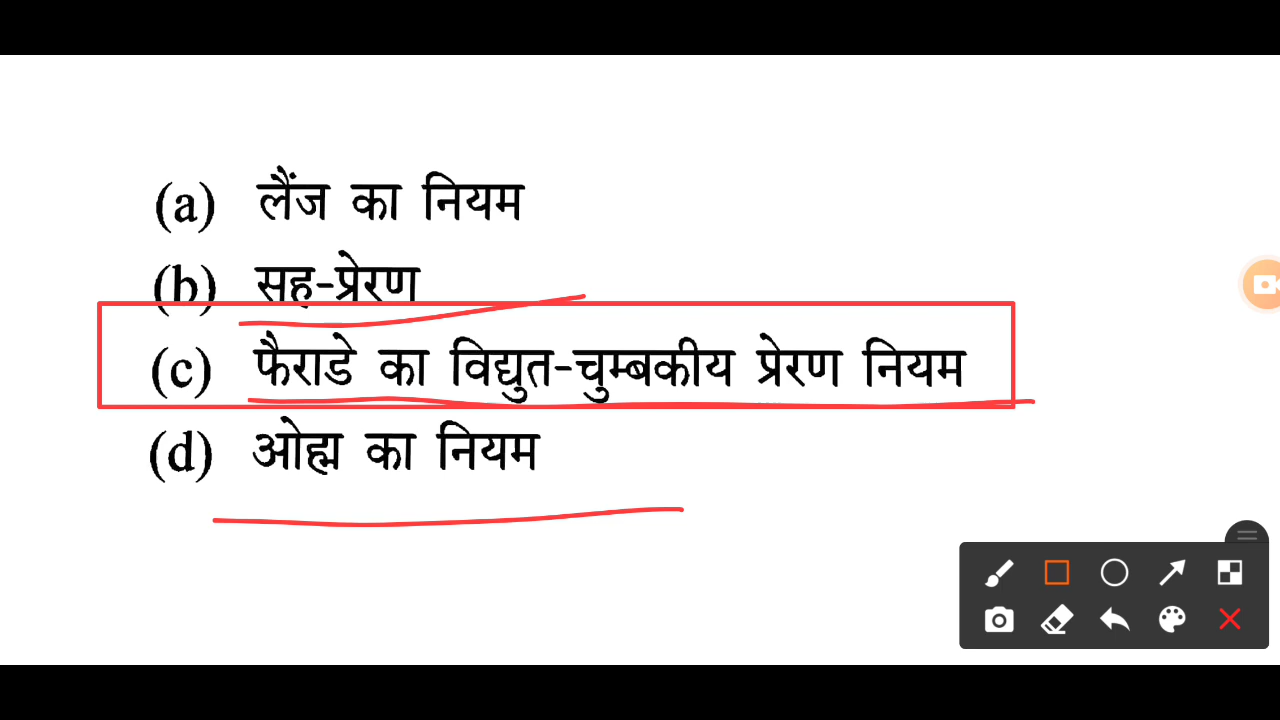 (a) लैंज का नियम
(b) सह-प्रेरण
(c) फैराडे का विद्युत-चुम्बकीय प्रेरण नियम
(d) ओह्म का नियम